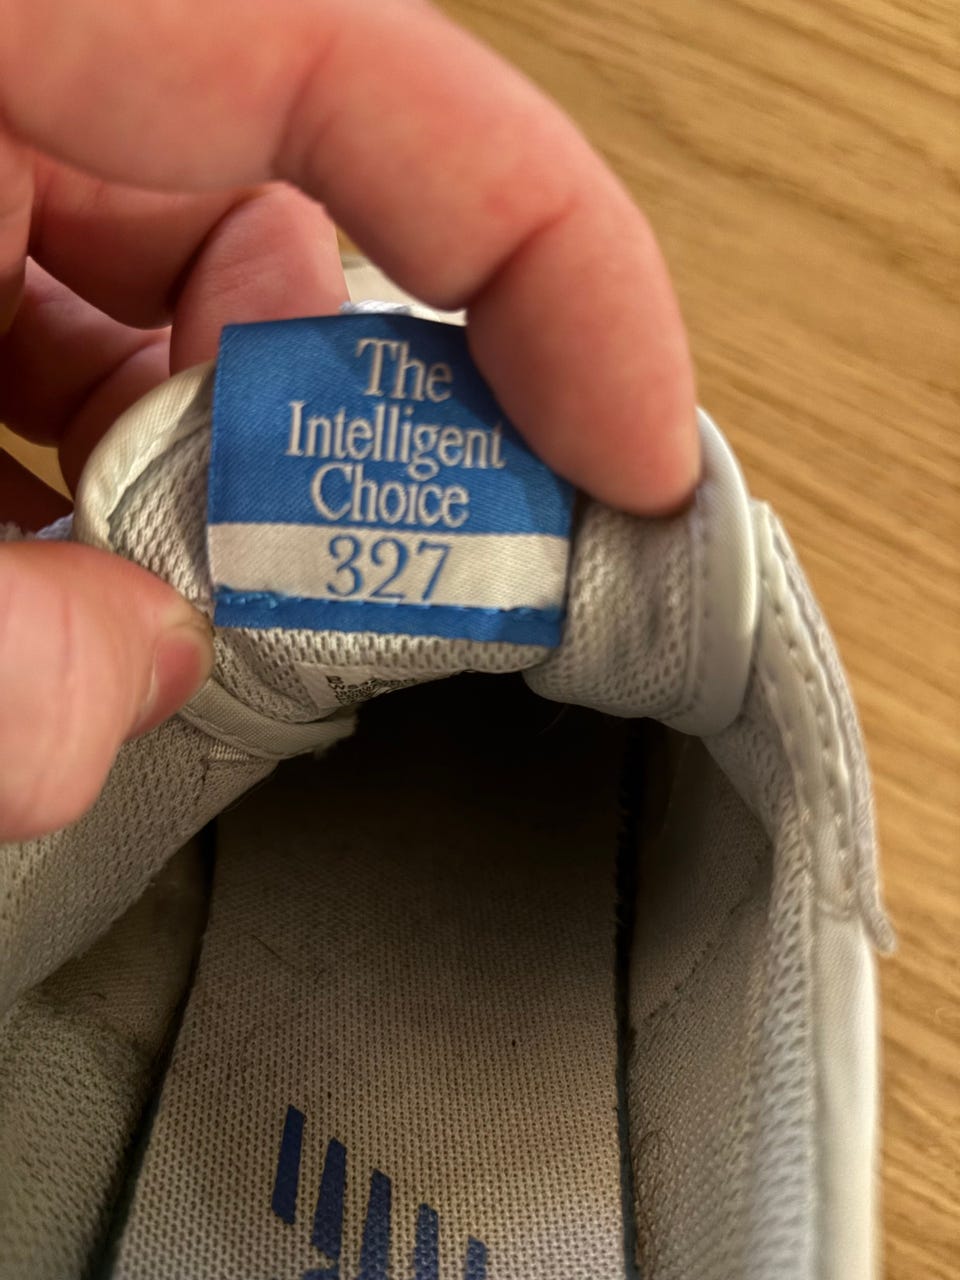 The
Intelligent
Choice
327